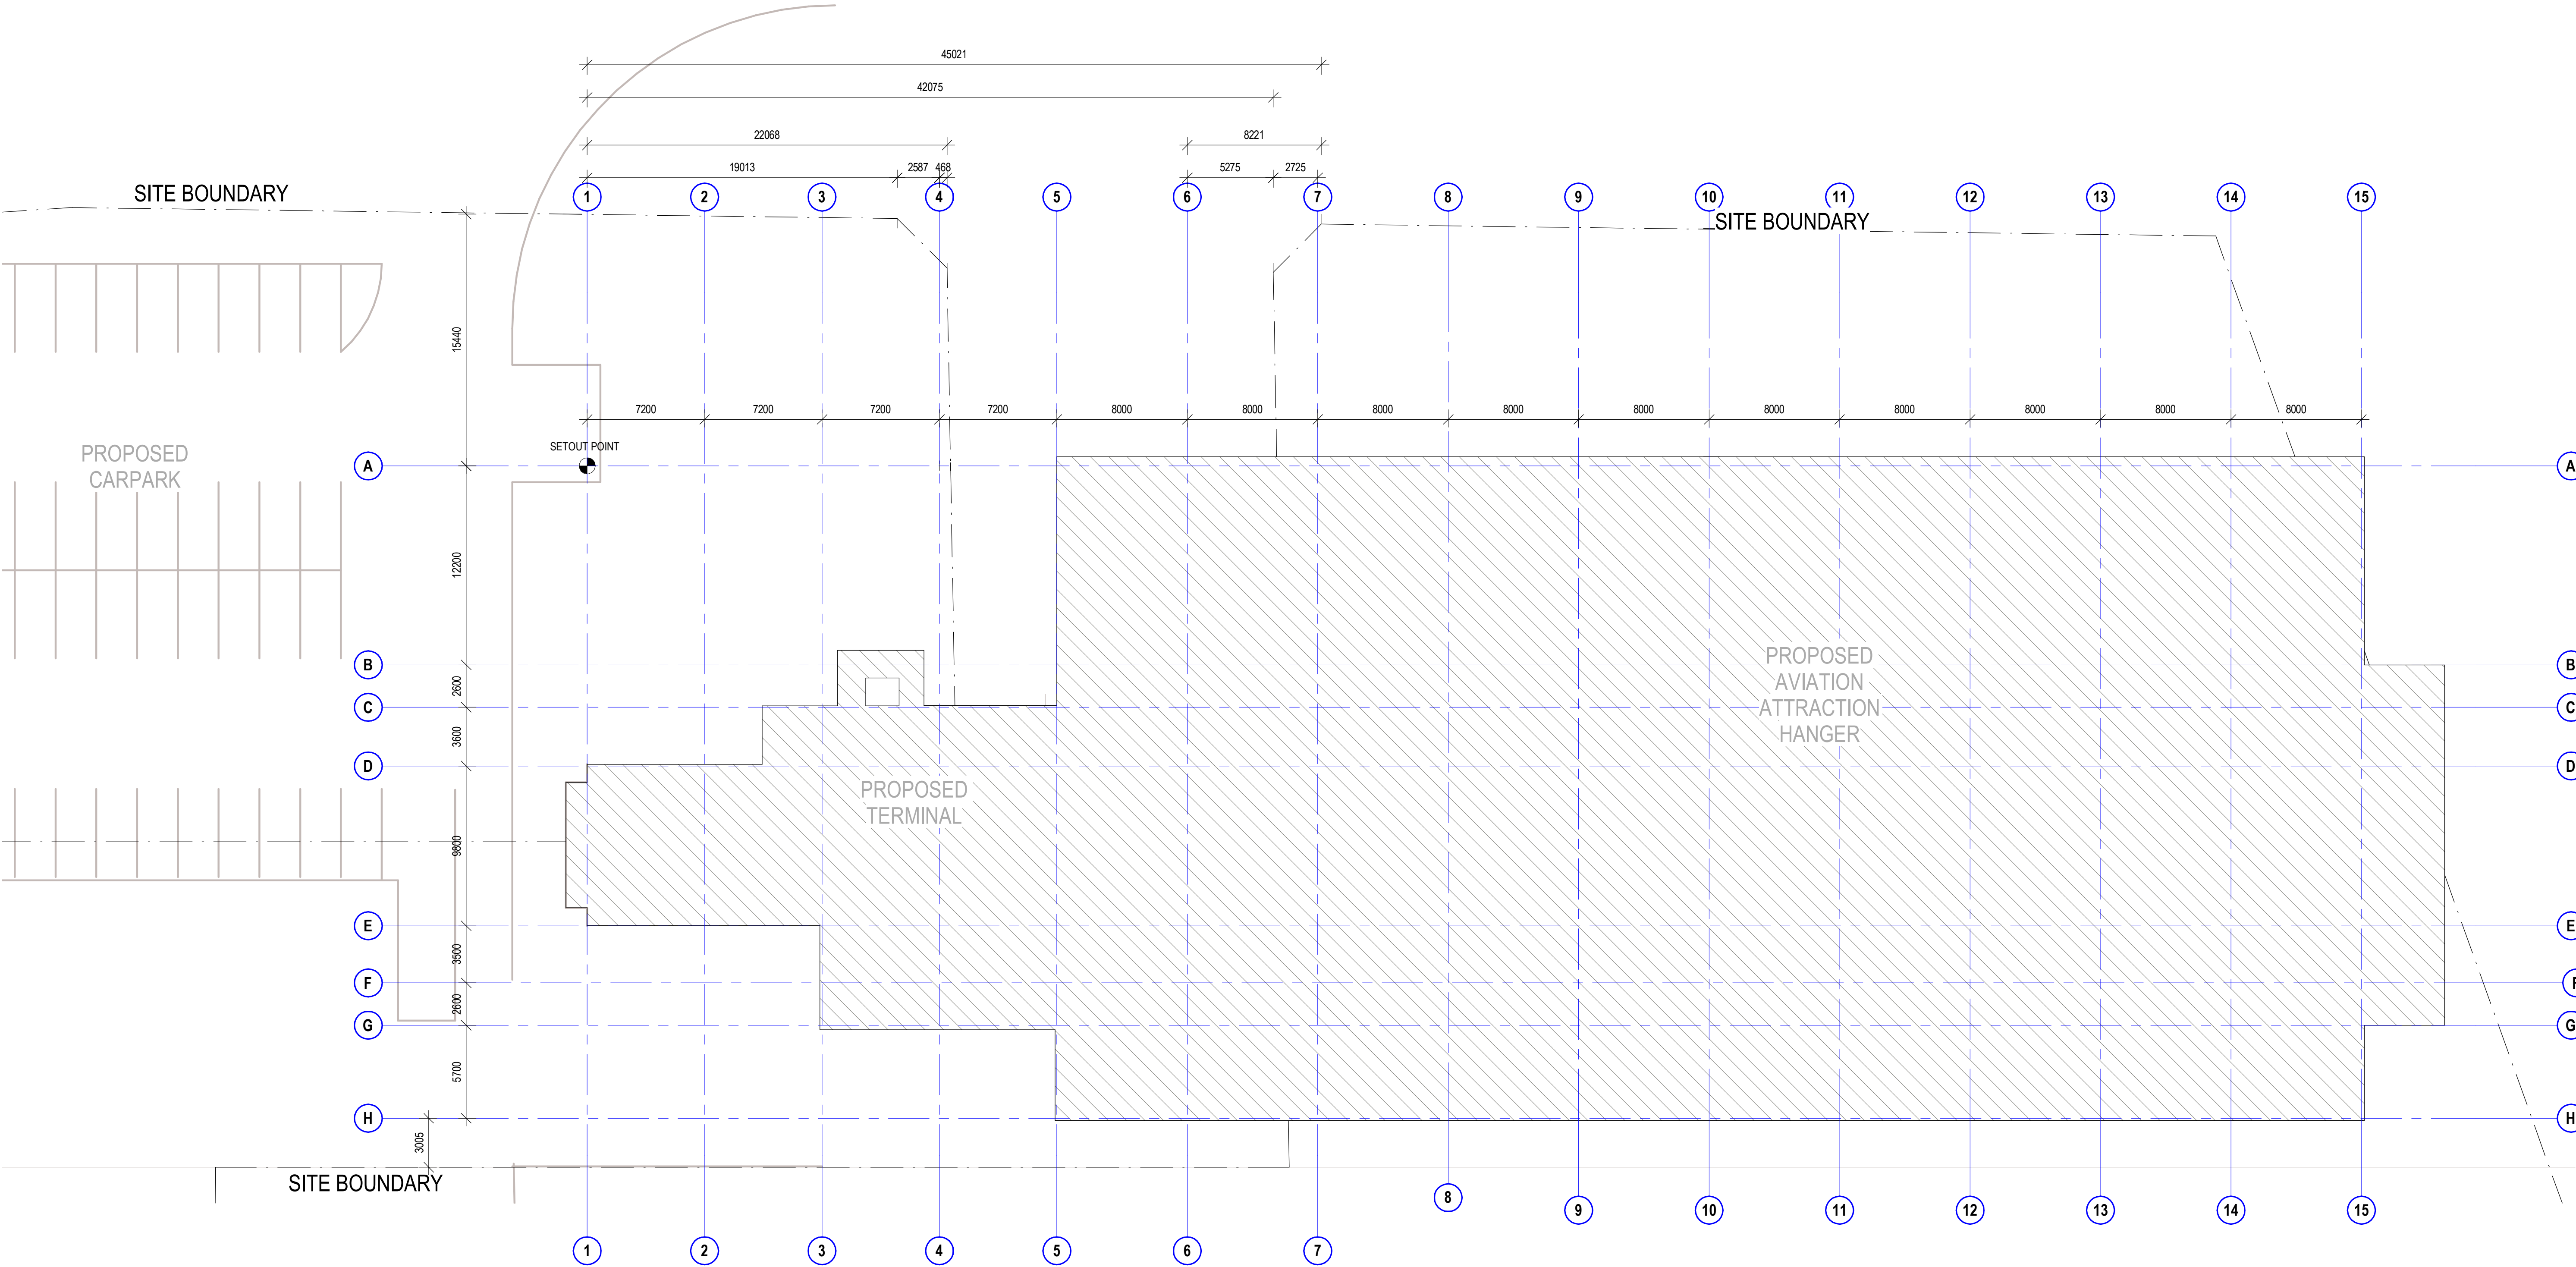 45021
42075
22068
8221
19013
2587
468
5275
2725
SITE BOUNDARY
1
2
3
4
5
6
7
8
9
10
11
12
13
14
15
SITE BOUNDARY
15440
7200
7200
7200
7200
8000
8000
8000
8000
8000
8000
8000
8000
8000
8000
SETOUT POINT
PROPOSED
CARPARK
A
A
12200
B
B
2600
C
C
3600
D
D
PROPOSED
AVIATION
ATTRACTION
HANGER
PROPOSED
TERMINAL
9800
E
E
3500
F
F
2600
G
G
5700
H
H
3005
SITE BOUNDARY
8
9
10
11
12
13
14
15
1
2
3
4
5
6
7